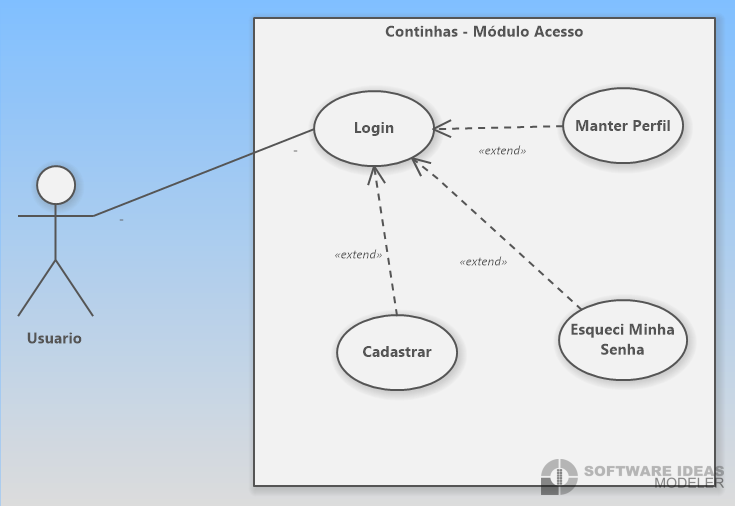 Continhas - Módulo Acesso
Login
Manter Perfil
«extend»
-
-
«extend»
«extend»
Usuario
Cadastrar
Esqueci Minha
Senha
SOFTWARE IDEAS
MODELER